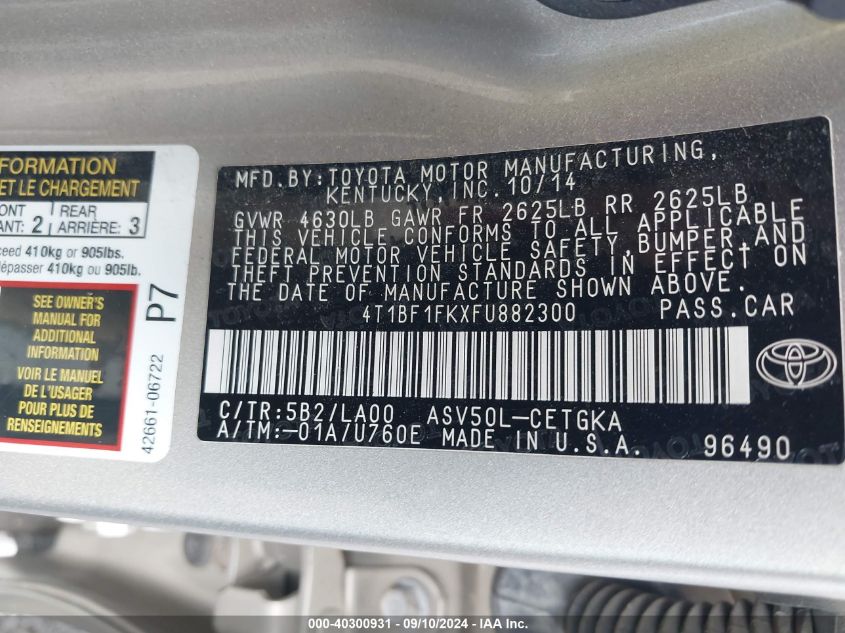 FORMATION
ET LE CHARGEMENT
ONT
ANT: 2
REAR
ARRIÈRE: 3
ceed 410kg or 905lbs.
dépasser 410kg ou 905lb.
SEE OWNER'S
MANUAL FOR
ADDITIONAL
INFORMATION
VOIR LE MANUEL
DE L'USAGER
POUR PLUS DE
RENSEIGNEMENTS
P7
42661-06722
MFD.BY:TOYOTA MOTOR MANUFACTURING,
KENTUCKY,INC.10/14
GVWR 4630LB GAWR FR 2625LB RR 2625LB
THIS VEHICLE CONFORMS TO ALL APPLICABLE
FEDERAL MOTOR VEHICLE SAFETY,BUMPER,AND
THEFT PREVENTION STANDARDS IN EFFECT ON
THE DATE OF MANUFACTURE SHOWN ABOVE.
4T1BF1FKXFU882300 PASS.CAR
C/TR:5B2/LA00 ASV50L-CETGKA
A/TM:-01A/U760E MADE IN U.S.A. 96490
000-40300931 - 09/10/2024 - IAA Inc.